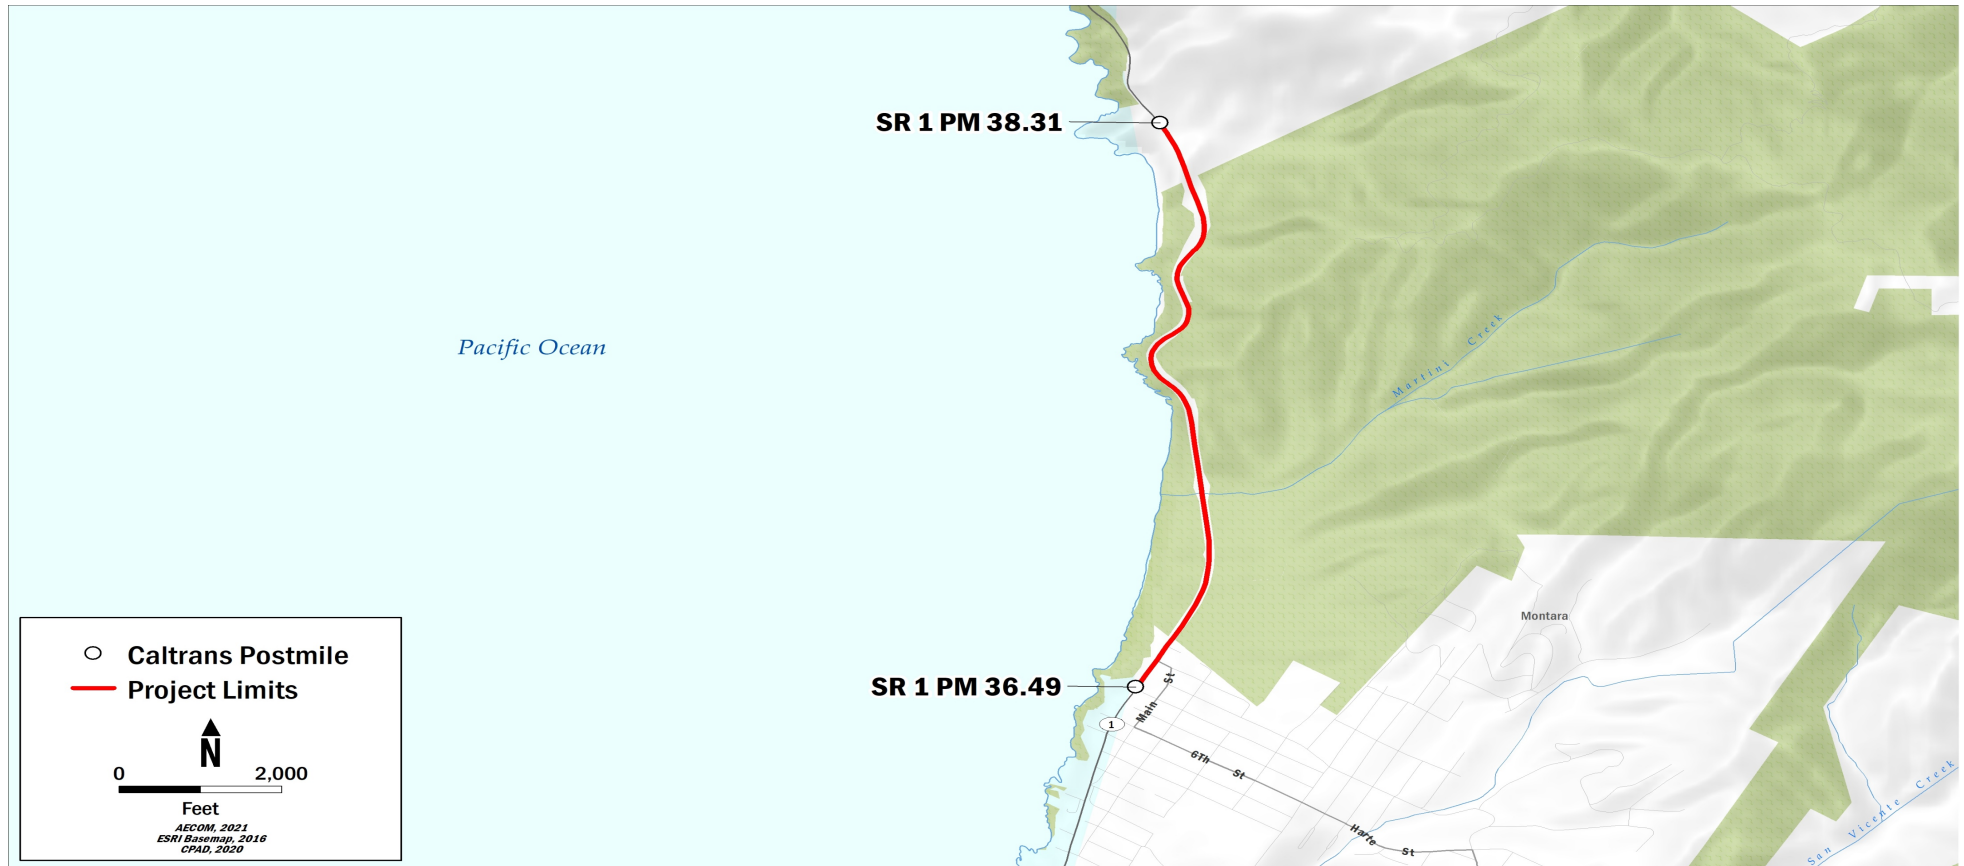 SR 1 PM 38.31
Pacific Ocean
Martini Creek
Montara
SR 1 PM 36.49
Main St
1
6Th St
Harte St
San Vicente Creek
Caltrans Postmile
Project Limits
N
0 2,000
Feet
AECOM, 2021
ESRI Basemap, 2016
CPAD, 2020